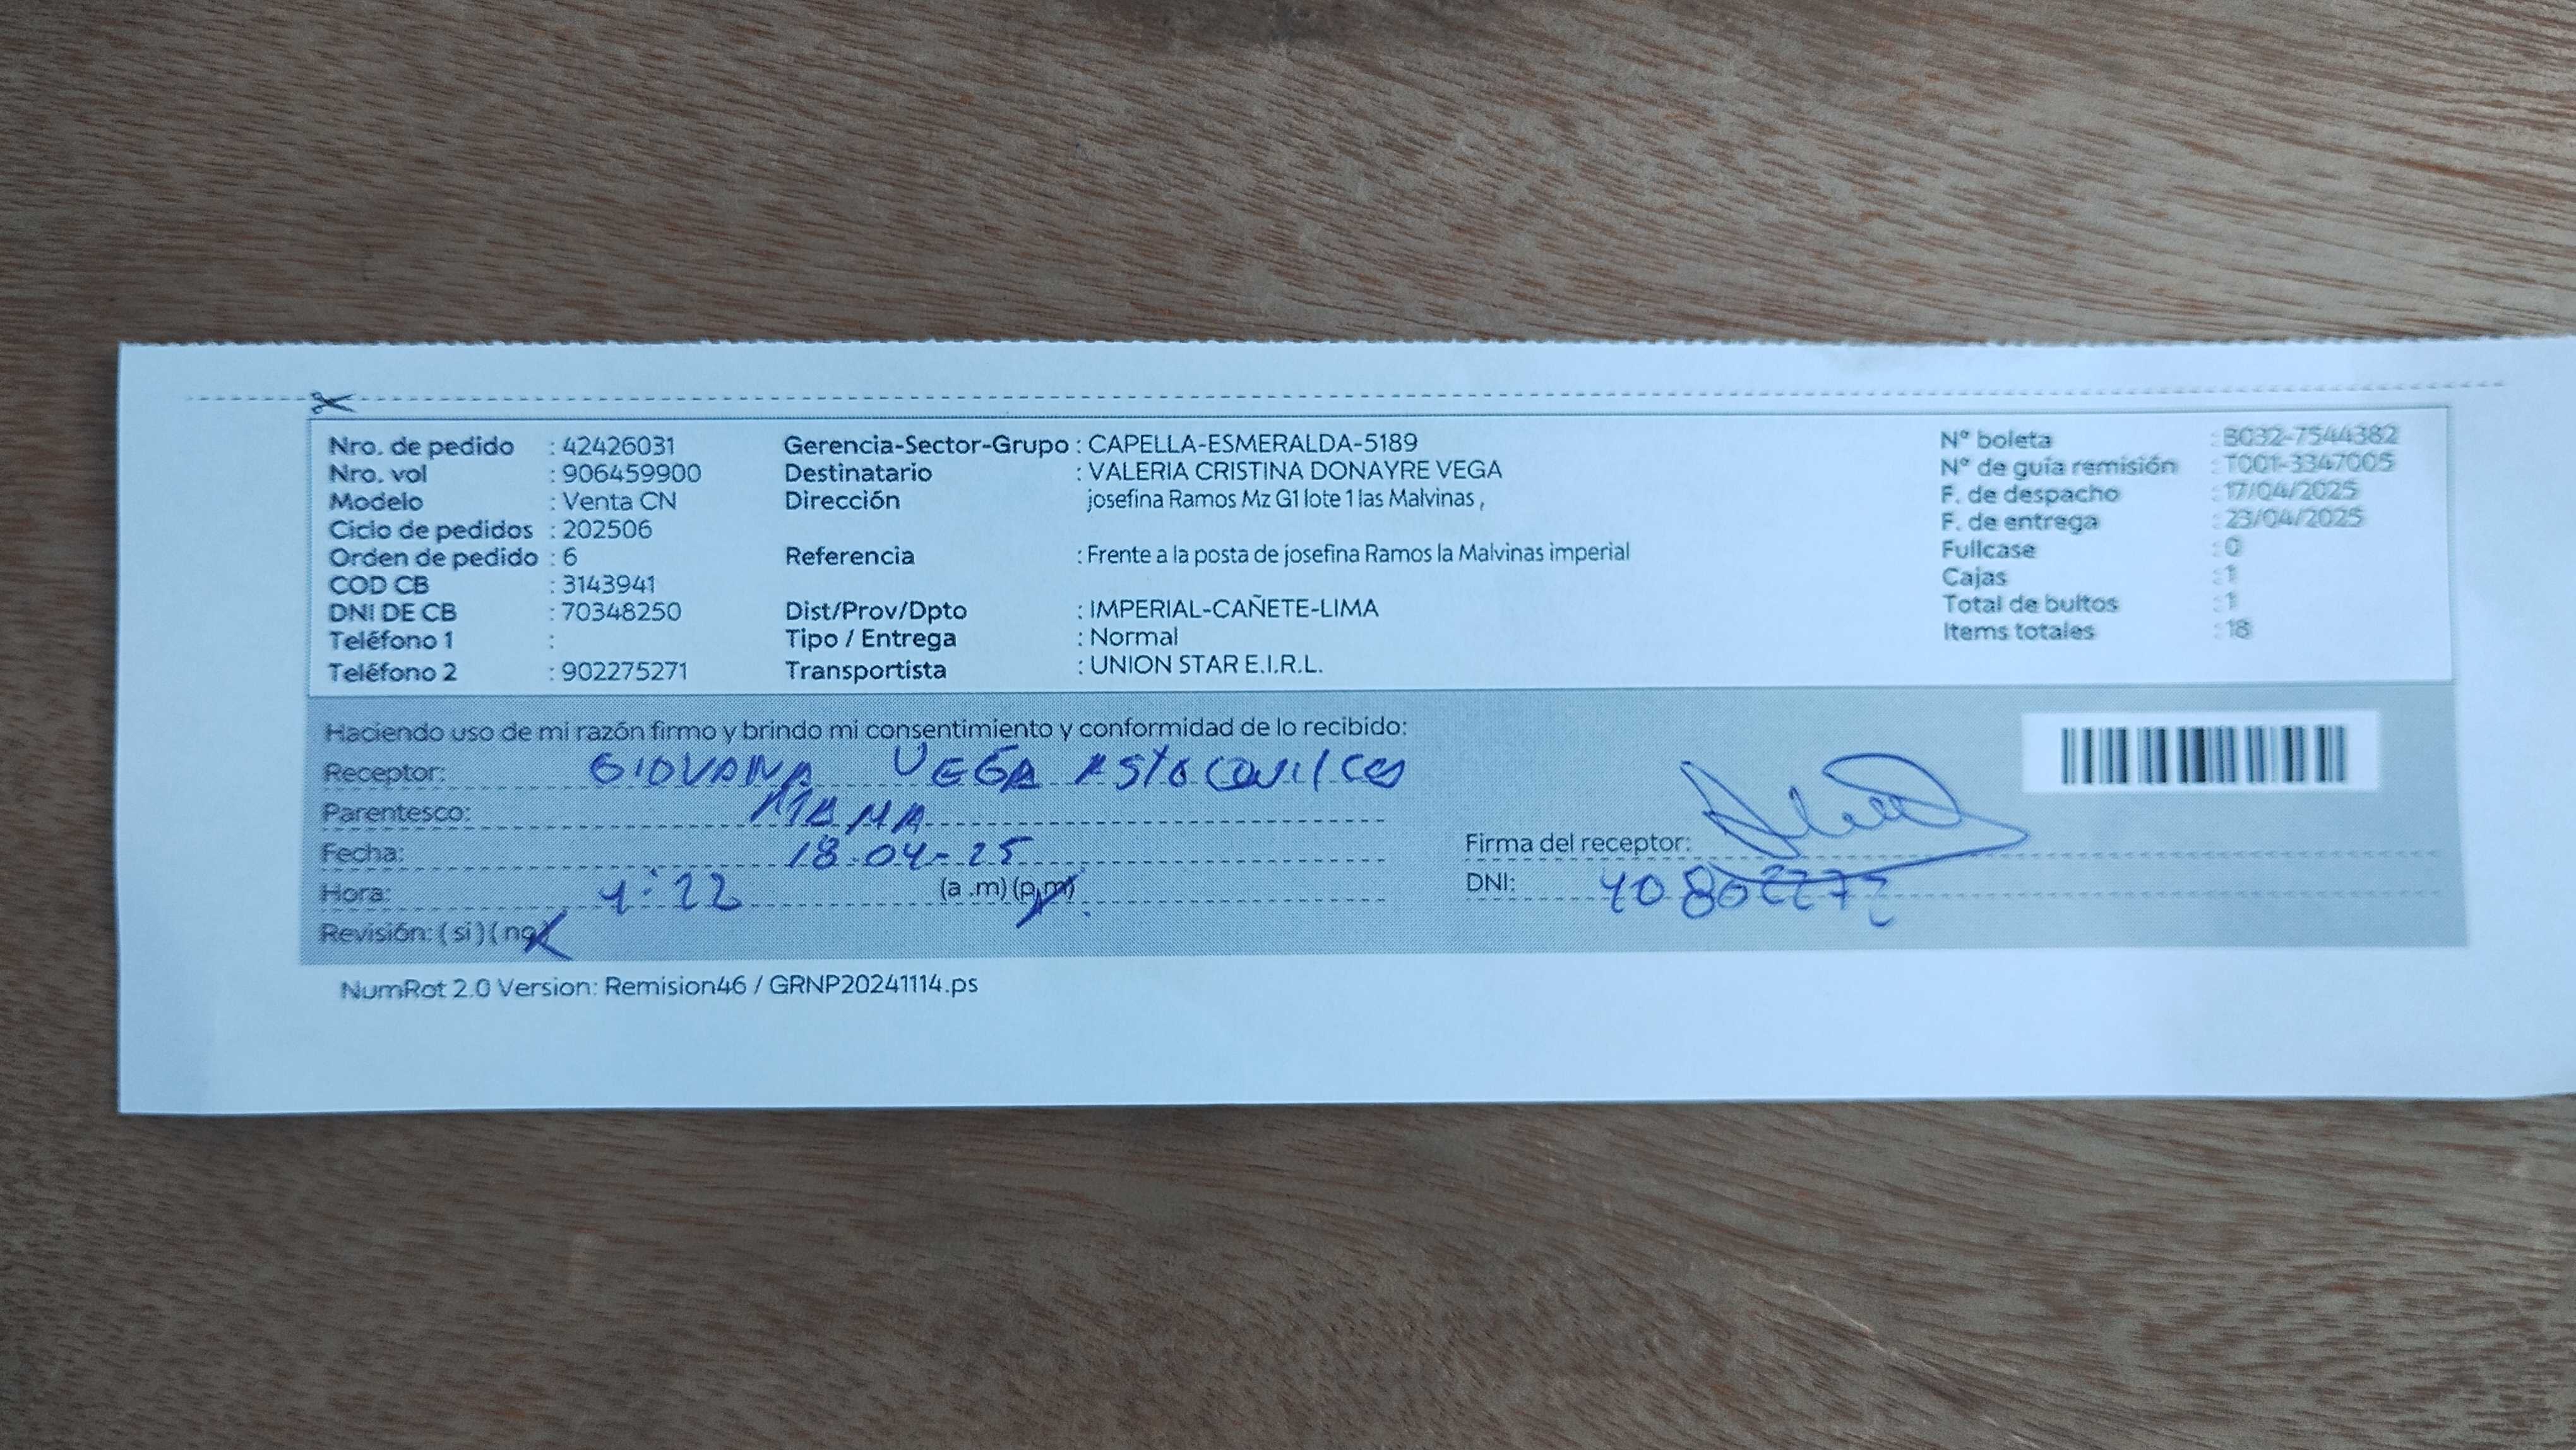 Nro. de pedido : 42426031
Nro. vol : 906459900
Modelo : Venta CN
Ciclo de pedidos : 202506
Orden de pedido : 6
COD CB : 3143941
DNI DE CB : 70348250
Teléfono 1 :
Teléfono 2 : 902275271
Gerencia-Sector-Grupo : CAPELLA-ESMERALDA-5189
Destinatario : VALERIA CRISTINA DONAYRE VEGA
Dirección josefina Ramos Mz G1 lote 1 las Malvinas ,
Referencia : Frente a la posta de josefina Ramos la Malvinas imperial
Dist/Prov/Dpto : IMPERIAL-CAÑETE-LIMA
Tipo / Entrega : Normal
Transportista : UNION STAR E.I.R.L.
N° boleta : B032-7544382
N° de guía remisión : T001-3347005
F. de despacho : 17/04/2025
F. de entrega : 23/04/2025
Fullcase : 0
Cajas : 1
Total de bultos : 1
Items totales : 18
Haciendo uso de mi razón firmo y brindo mi consentimiento y conformidad de lo recibido:
Receptor: GIOVANA VEGA
Parentesco: MAMA
Fecha: 18-04-25
Hora: 4:22 (a .m) (p.m)
Revisión: ( si ) ( no )
Firma del receptor:
DNI:
NumRot 2.0 Version: Remision46 / GRNP20241114.ps